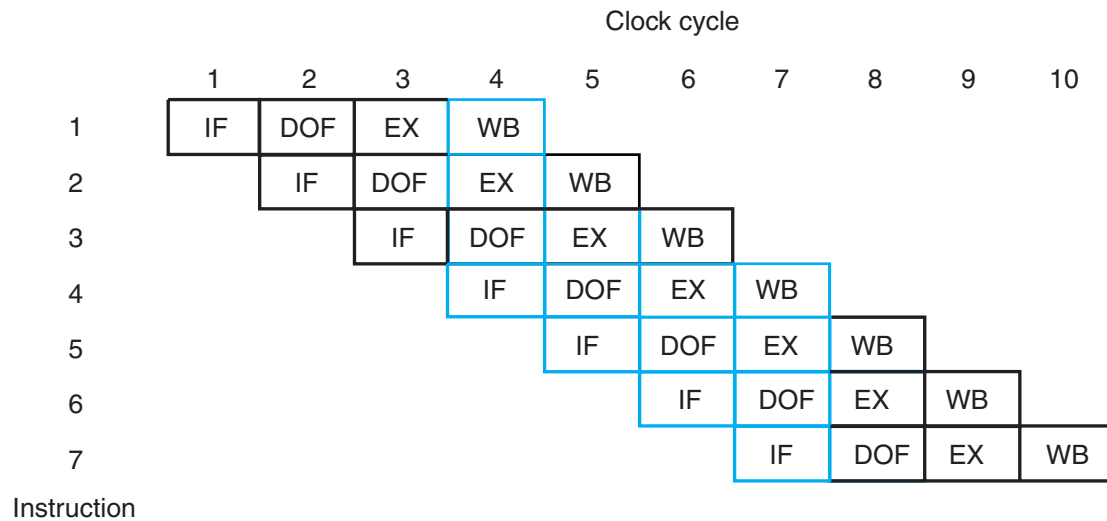 Clock cycle
1 2 3 4 5 6 7 8 9 10
1 IF DOF EX WB
2 IF DOF EX WB
3 IF DOF EX WB
4 IF DOF EX WB
5 IF DOF EX WB
6 IF DOF EX WB
7 IF DOF EX WB
Instruction